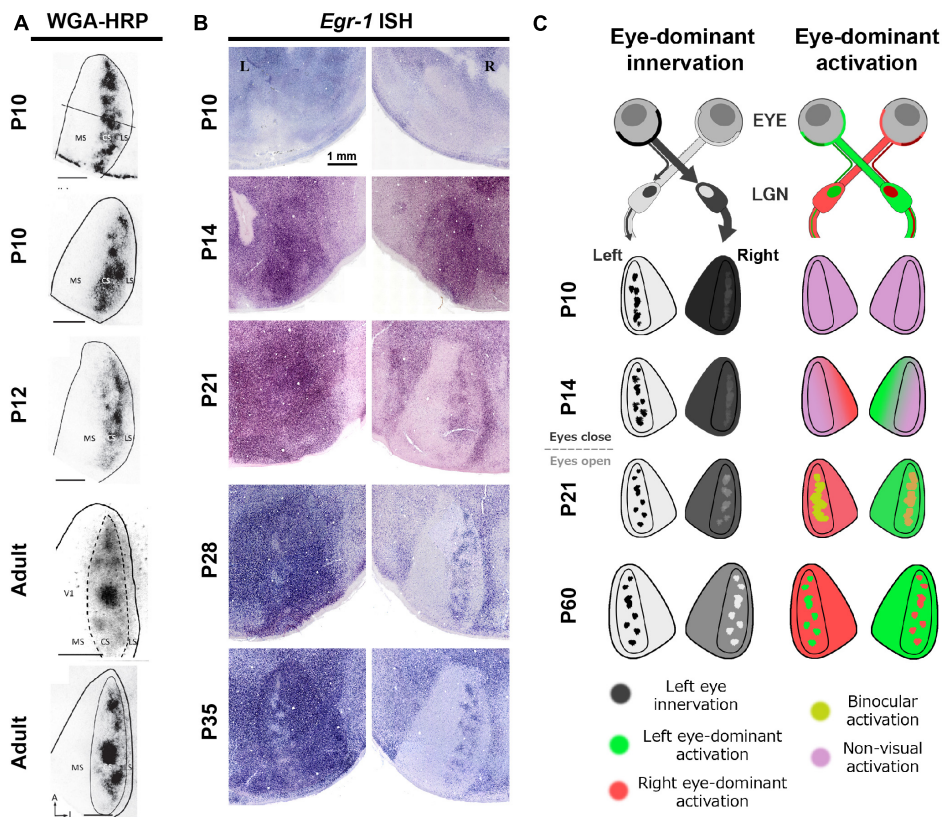 A
WGA-HRP
P10
MS
CS
LS
P10
MS
CS
LS
P12
MS
CS
LS
Adult
V1
MS
CS
LS
Adult
MS
LS
A
L
B
Egr-1 ISH
L
R
P10
1 mm
P14
P21
P28
P35
C
Eye-dominant
innervation
Eye-dominant
activation
EYE
LGN
Left
Right
P10
P14
Eyes close
Eyes open
P21
P60
Left eye
innervation
Left eye-dominant
activation
Right eye-dominant
activation
Binocular
activation
Non-visual
activation